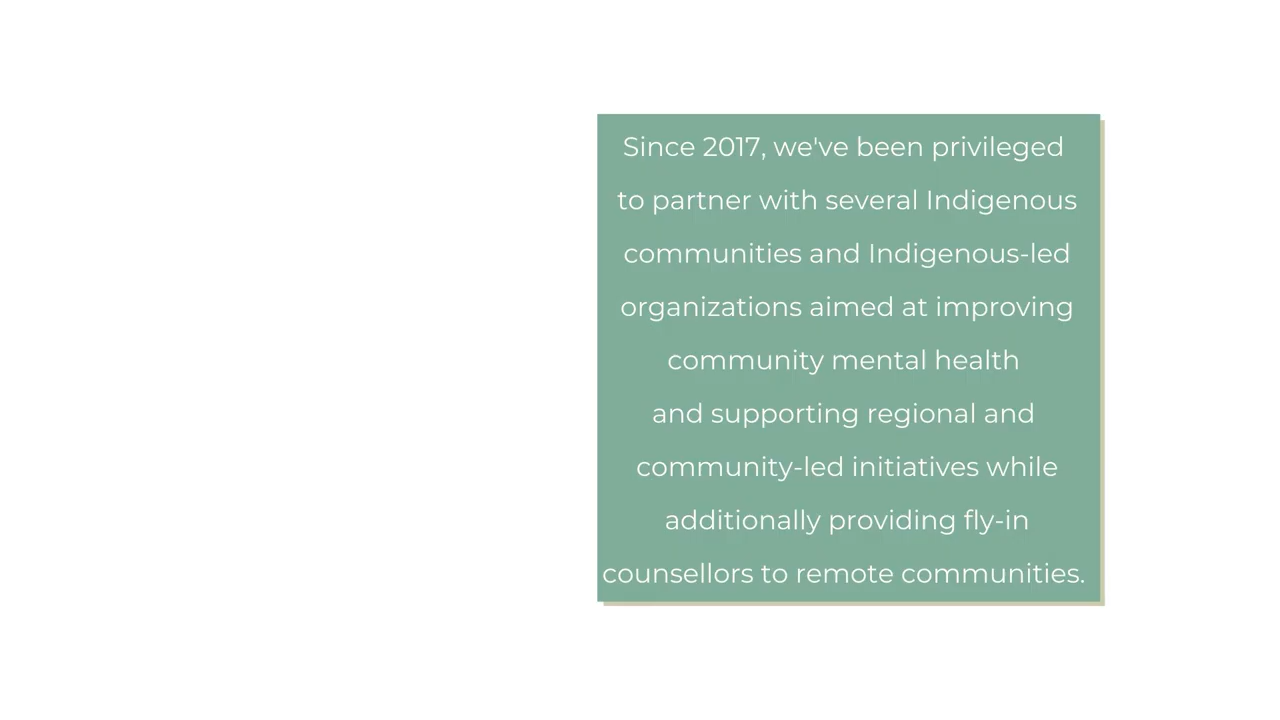 Since 2017, we've been privileged
to partner with several Indigenous
communities and Indigenous-led
organizations aimed at improving
community mental health
and supporting regional and
community-led initiatives while
additionally providing fly-in
counsellors to remote communities.